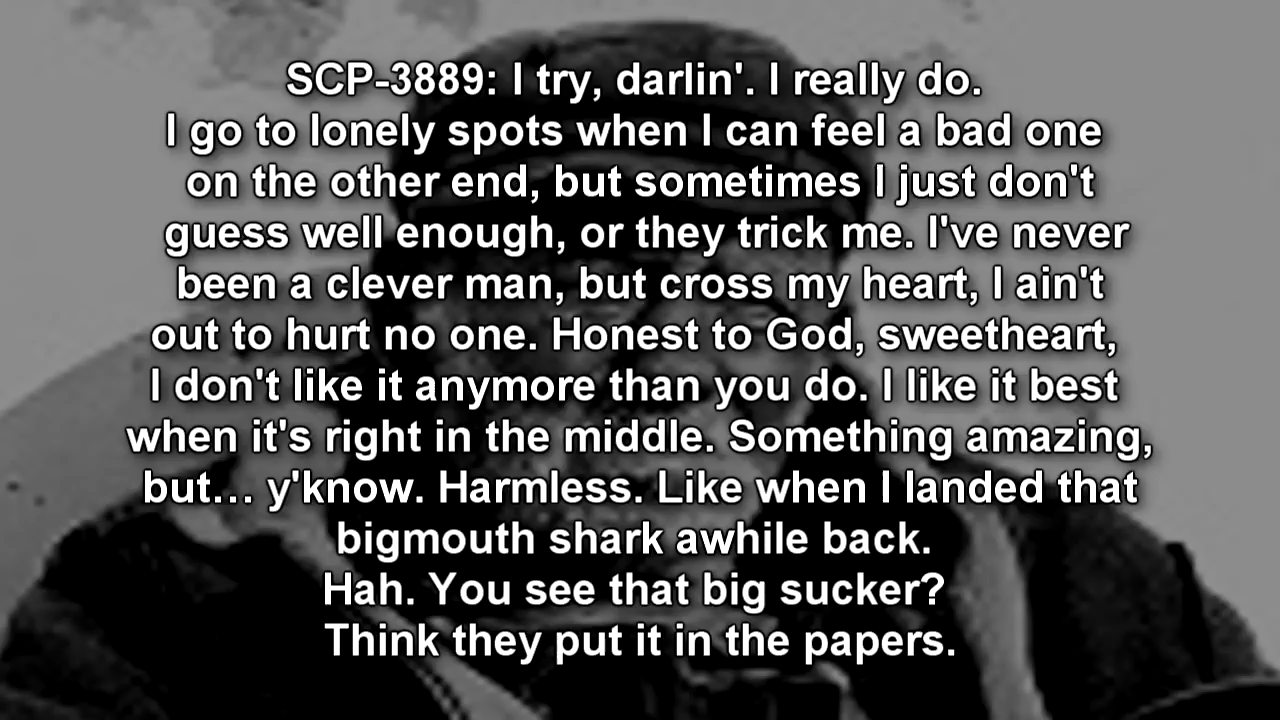 SCP-3889: I try, darlin'. I really do.
I go to lonely spots when I can feel a bad one
on the other end, but sometimes I just don't
guess well enough, or they trick me. I've never
been a clever man, but cross my heart, I ain't
out to hurt no one. Honest to God, sweetheart,
I don't like it anymore than you do. I like it best
when it's right in the middle. Something amazing,
but... y'know. Harmless. Like when I landed that
bigmouth shark awhile back.
Hah. You see that big sucker?
Think they put it in the papers.